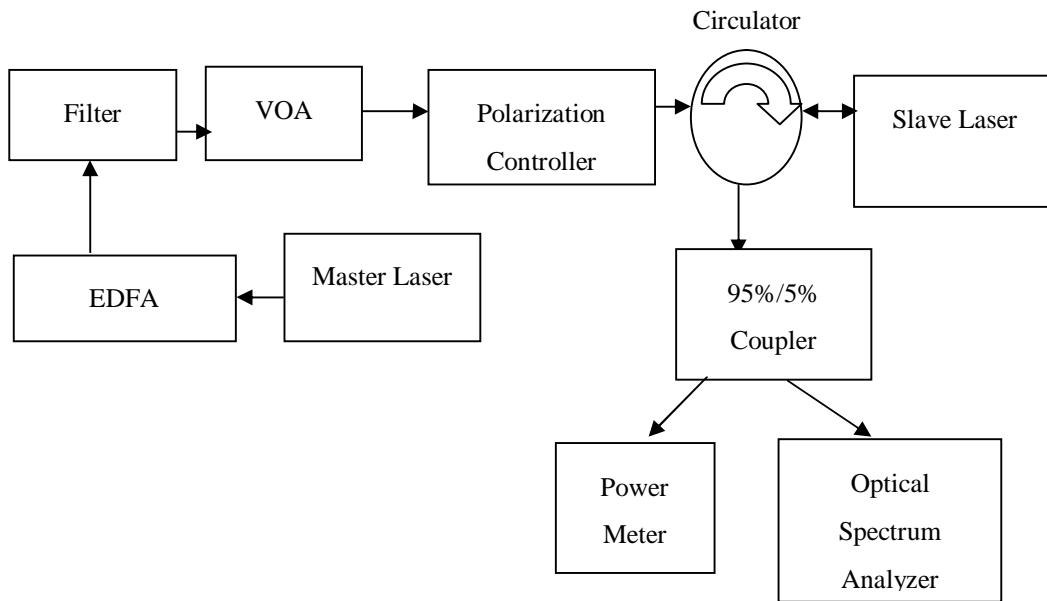 Circulator
Filter
VOA
Polarization
Controller
Slave Laser
EDFA
Master Laser
95%/5%
Coupler
Power
Meter
Optical
Spectrum
Analyzer